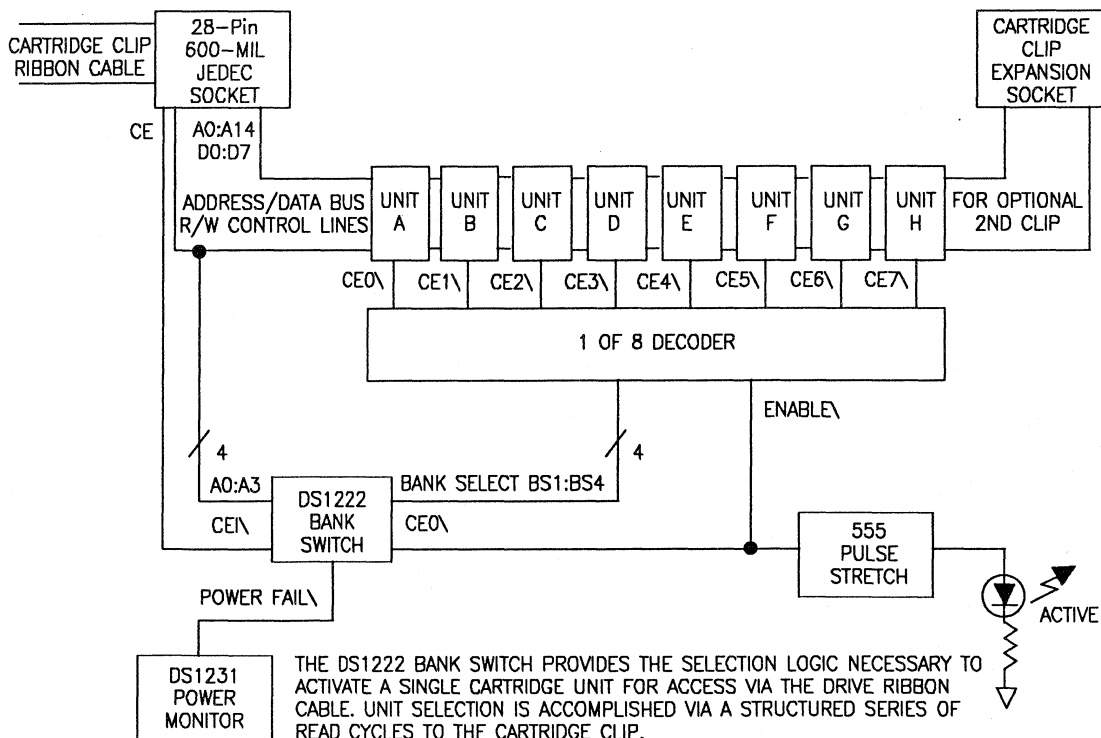 CARTRIDGE CLIP
RIBBON CABLE
28-Pin
600-MIL
JEDEC
SOCKET
CARTRIDGE
CLIP
EXPANSION
SOCKET
CE
A0:A14
D0:D7
ADDRESS/DATA BUS
R/W CONTROL LINES
UNIT
A
UNIT
B
UNIT
C
UNIT
D
UNIT
E
UNIT
F
UNIT
G
UNIT
H
FOR OPTIONAL
2ND CLIP
CE0\
CE1\
CE2\
CE3\
CE4\
CE5\
CE6\
CE7\
1 OF 8 DECODER
ENABLE\
4
4
A0:A3
CEI\
DS1222
BANK
SWITCH
BANK SELECT BS1:BS4
CEO\
555
PULSE
STRETCH
ACTIVE
POWER FAIL\
DS1231
POWER
MONITOR
THE DS1222 BANK SWITCH PROVIDES THE SELECTION LOGIC NECESSARY TO
ACTIVATE A SINGLE CARTRIDGE UNIT FOR ACCESS VIA THE DRIVE RIBBON
CABLE. UNIT SELECTION IS ACCOMPLISHED VIA A STRUCTURED SERIES OF
READ CYCLES TO THE CARTRIDGE CLIP.